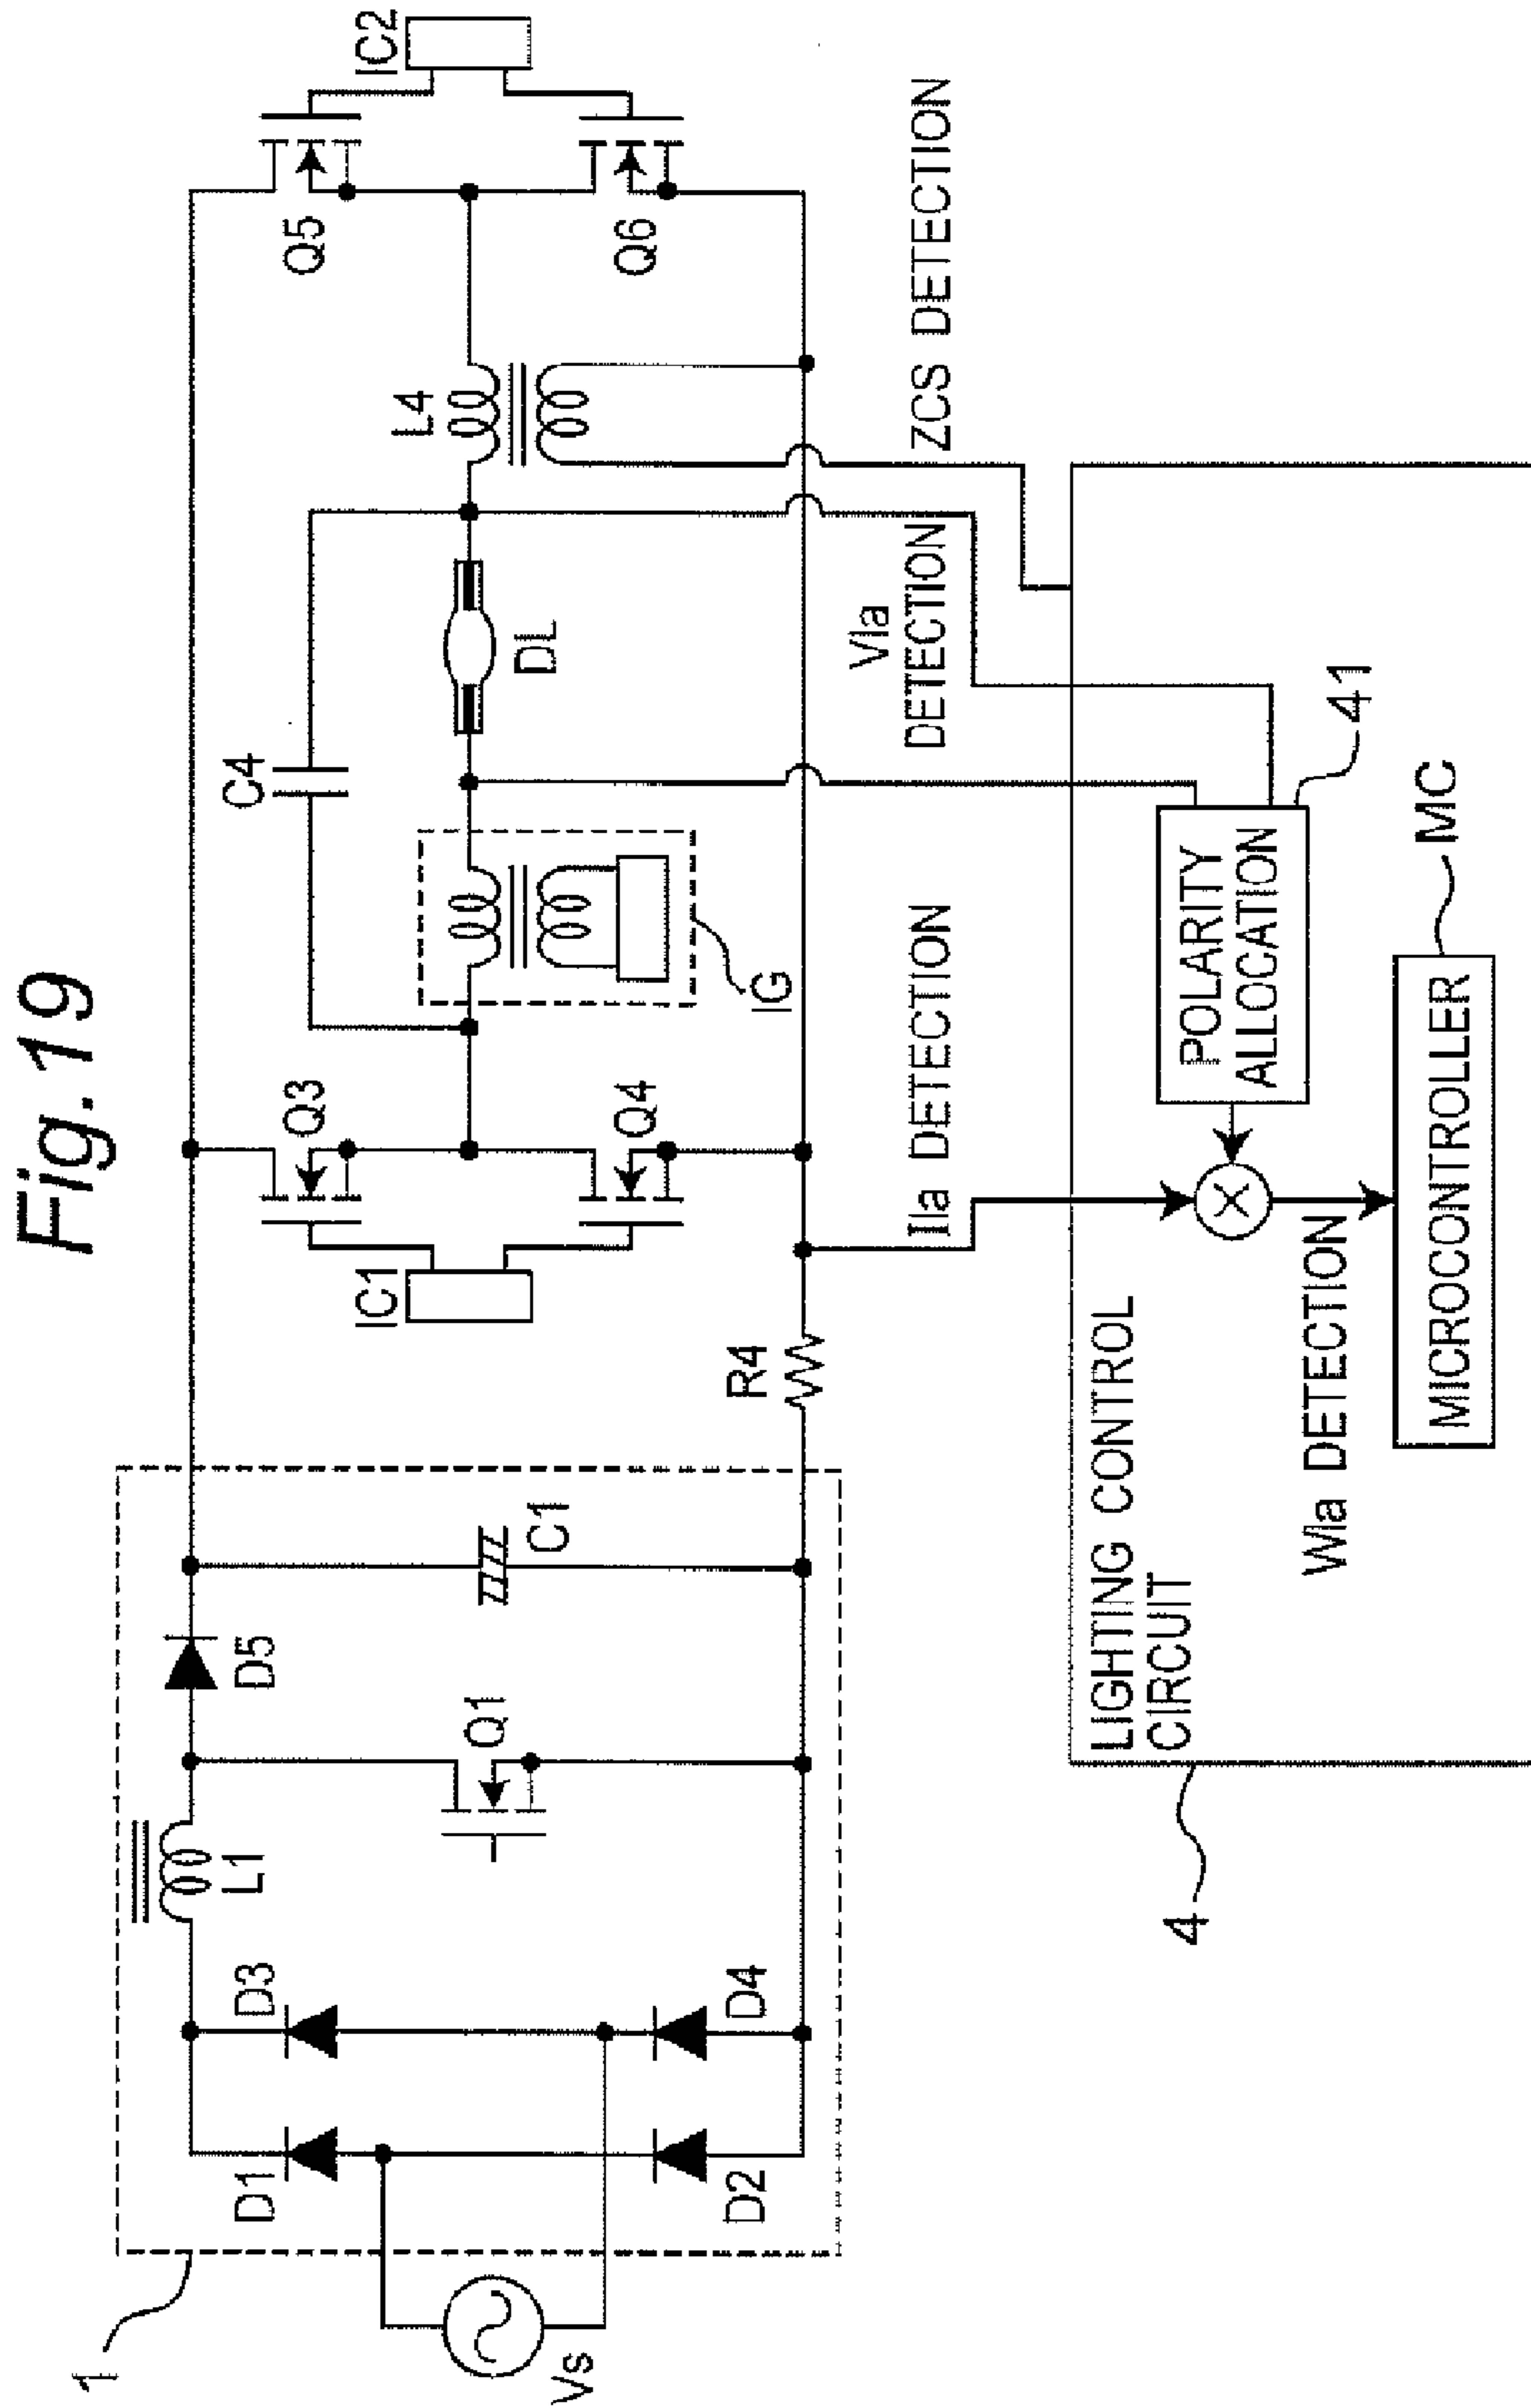 Fig. 19
1
Vs
D1
D3
D2
D4
L1
Q1
D5
C1
R4
IC1
Q3
Q4
C4
IG
DL
L4
Q5
Q6
IC2
Ila DETECTION
Vla
DETECTION
ZCS DETECTION
LIGHTING CONTROL
CIRCUIT
4
POLARITY
ALLOCATION
41
X
Wla DETECTION
MICROCONTROLLER
MC